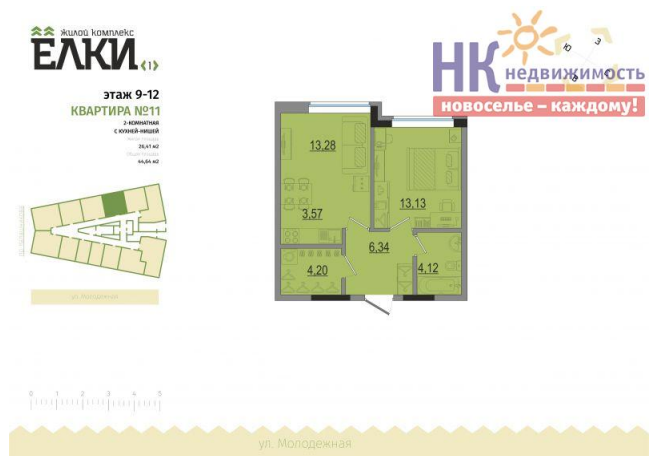 жилой комплекс
ЁЛКИ
1
этаж 9-12
КВАРТИРА №11
2-КОМНАТНАЯ
С КУХНЕЙ-НИШЕЙ
26,41 м2
44,64 м2
ул. Молодежная
НК недвижимость
новоселье – каждому!
Ю
З
13,28
13,13
3,57
6,34
4,20
4,12
0 1 2 3 4 5
ул. Молодежная